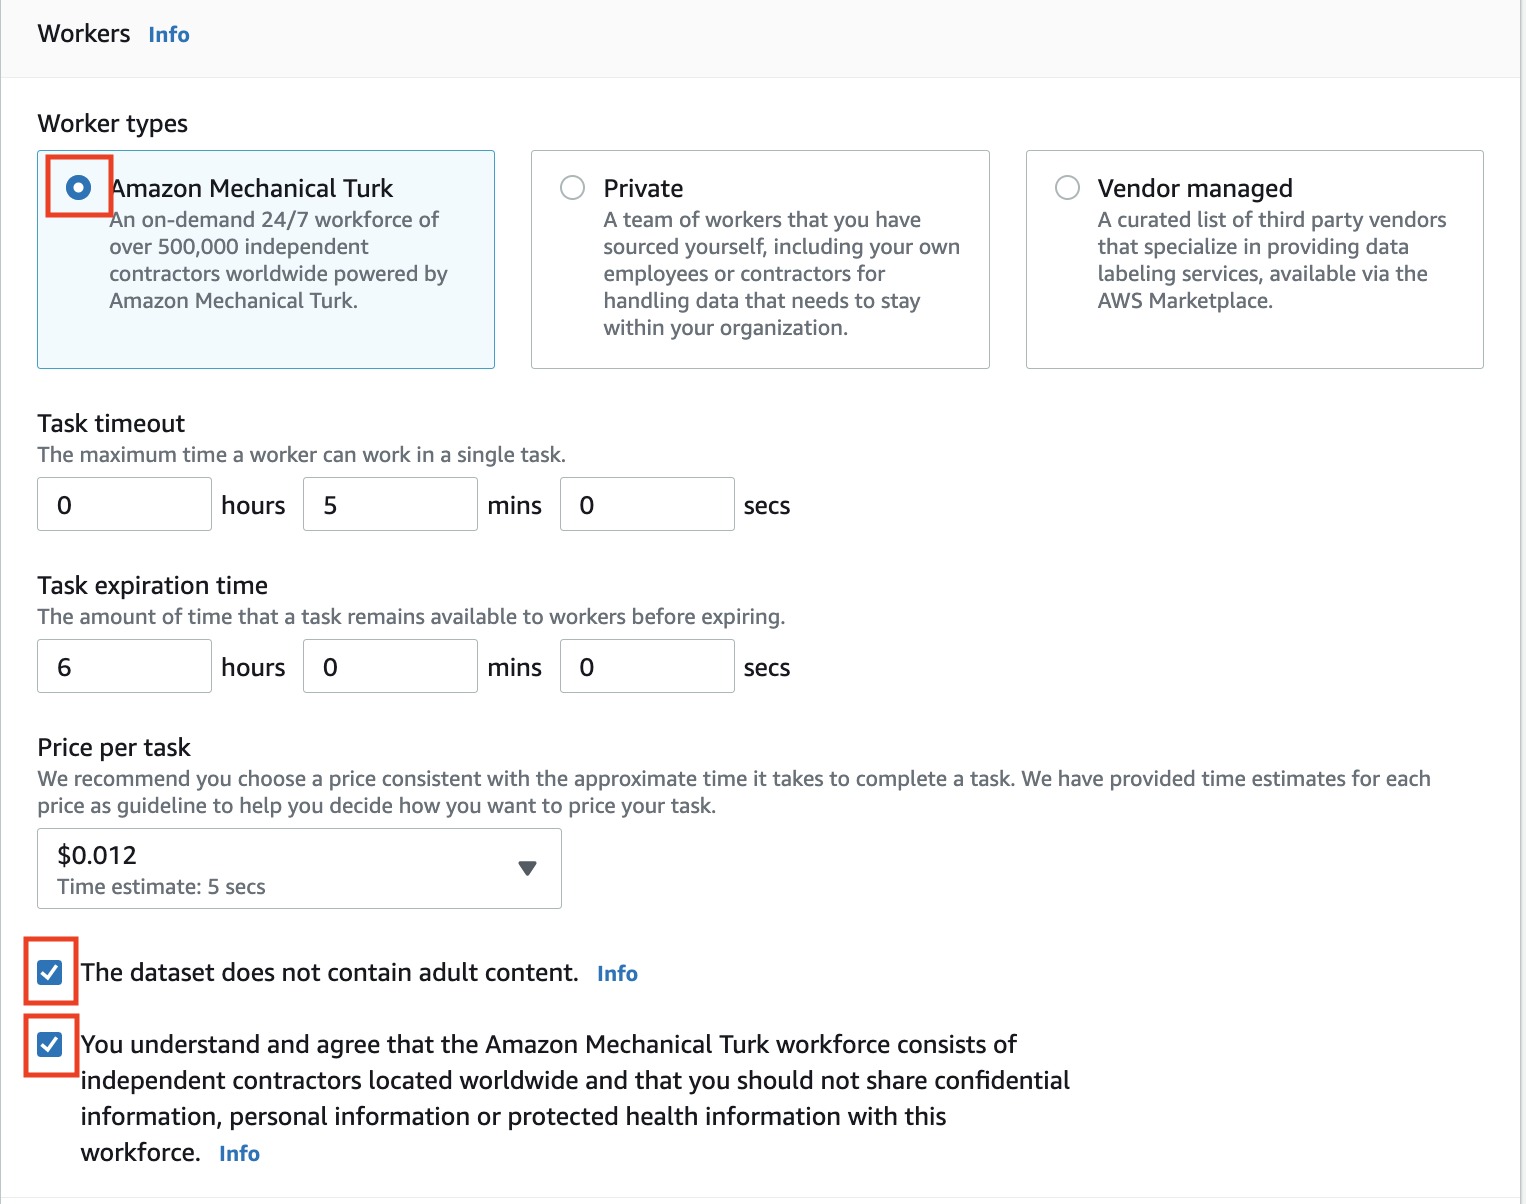 Workers Info
Worker types
Amazon Mechanical Turk
An on-demand 24/7 workforce of
over 500,000 independent
contractors worldwide powered by
Amazon Mechanical Turk.
Private
A team of workers that you have
sourced yourself, including your own
employees or contractors for
handling data that needs to stay
within your organization.
Vendor managed
A curated list of third party vendors
that specialize in providing data
labeling services, available via the
AWS Marketplace.
Task timeout
The maximum time a worker can work in a single task.
0 hours 5 mins 0 secs
Task expiration time
The amount of time that a task remains available to workers before expiring.
6 hours 0 mins 0 secs
Price per task
We recommend you choose a price consistent with the approximate time it takes to complete a task. We have provided time estimates for each
price as guideline to help you decide how you want to price your task.
$0.012
Time estimate: 5 secs
The dataset does not contain adult content. Info
You understand and agree that the Amazon Mechanical Turk workforce consists of
independent contractors located worldwide and that you should not share confidential
information, personal information or protected health information with this
workforce. Info